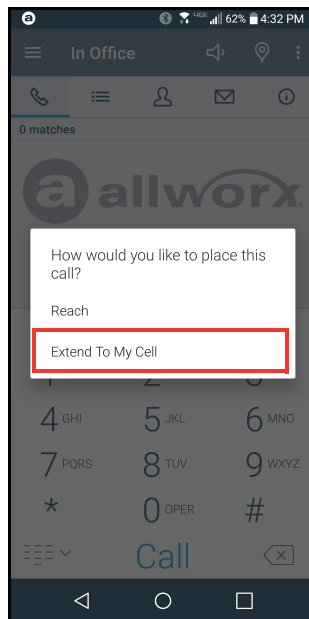 a 4G 62% 4:32 PM
In Office
0 matches
a allworx
How would you like to place this
call?
Reach
Extend To My Cell
1 2 3
4 GHI 5 JKL 6 MNO
7 PQRS 8 TUV 9 WXYZ
* 0 OPER #
Call